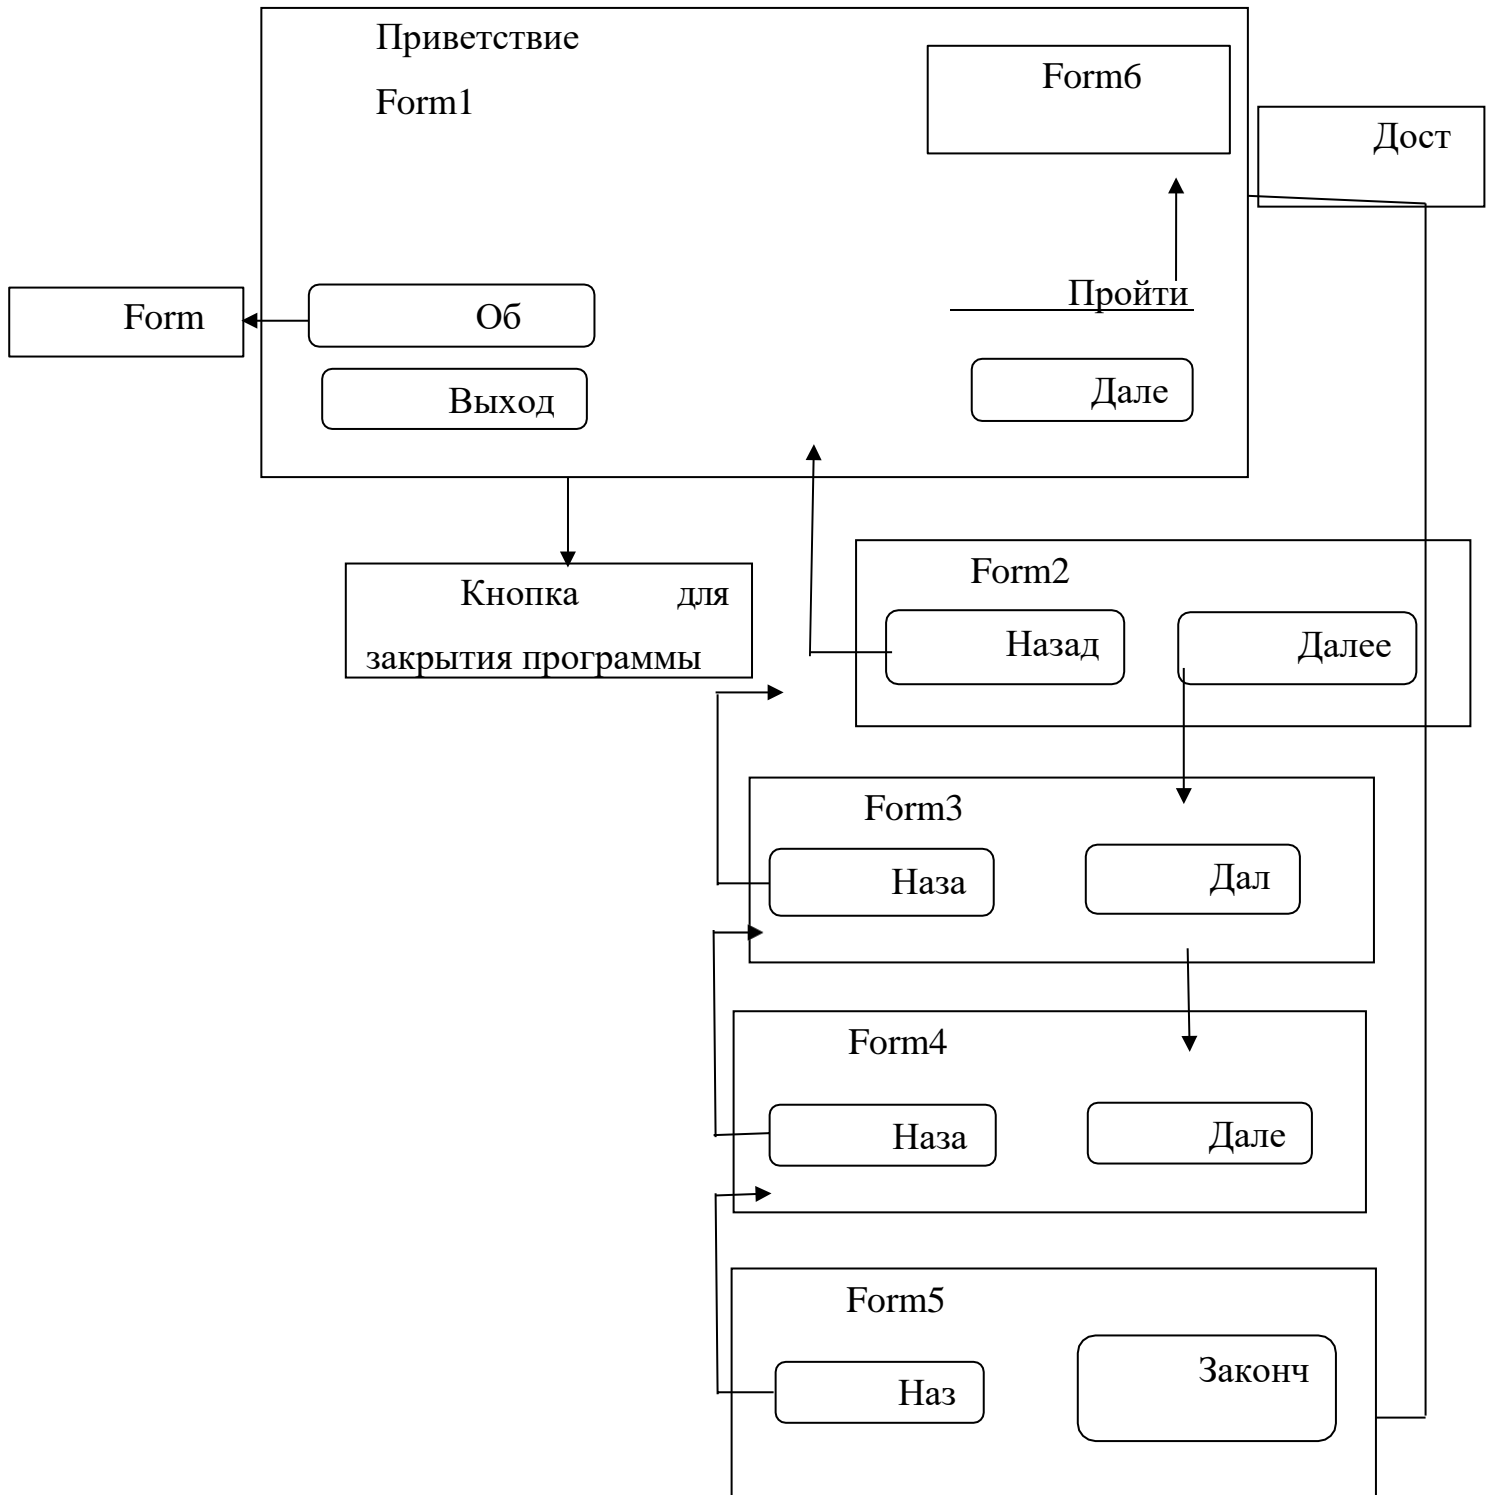 Приветствие
Form1
Form6
Дост
Пройти
Form
Об
Дале
Выход
Form2
Кнопка для
закрытия программы
Назад
Далее
Form3
Наза
Дал
Form4
Наза
Дале
Form5
Наз
Законч